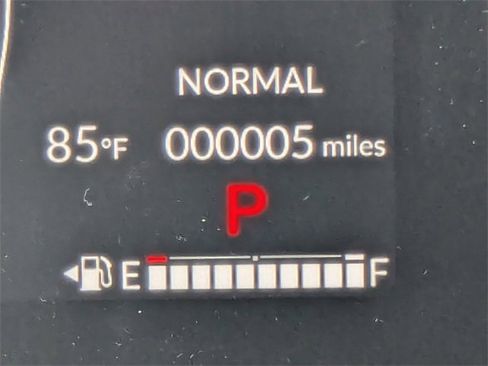 NORMAL
85°F 000005 miles
P
E F